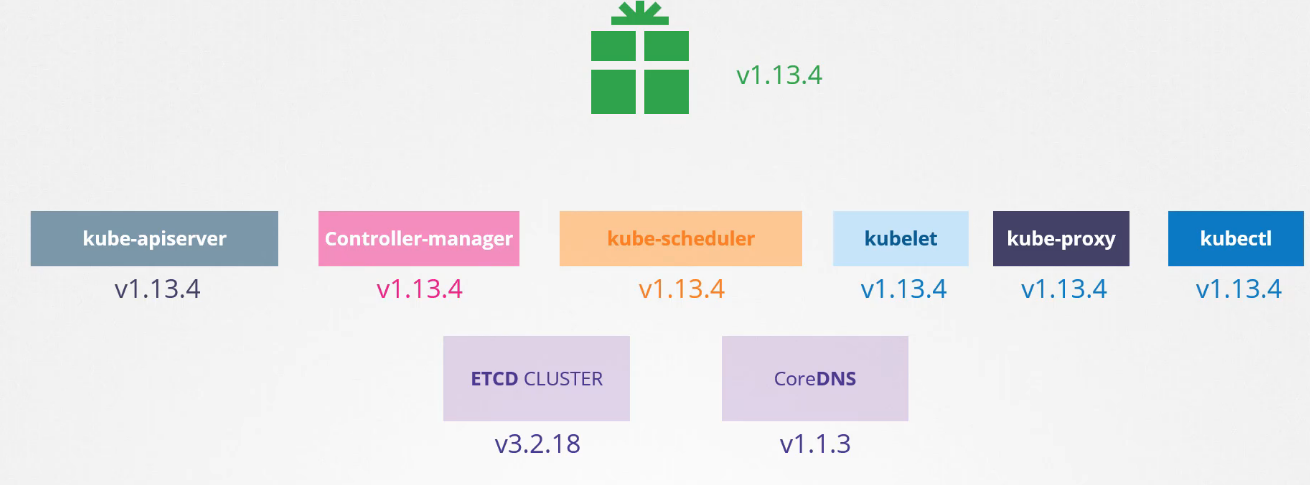 v1.13.4
kube-apiserver
Controller-manager
kube-scheduler
kubelet
kube-proxy
kubectl
v1.13.4
v1.13.4
v1.13.4
v1.13.4
v1.13.4
v1.13.4
ETCD CLUSTER
CoreDNS
v3.2.18
v1.1.3